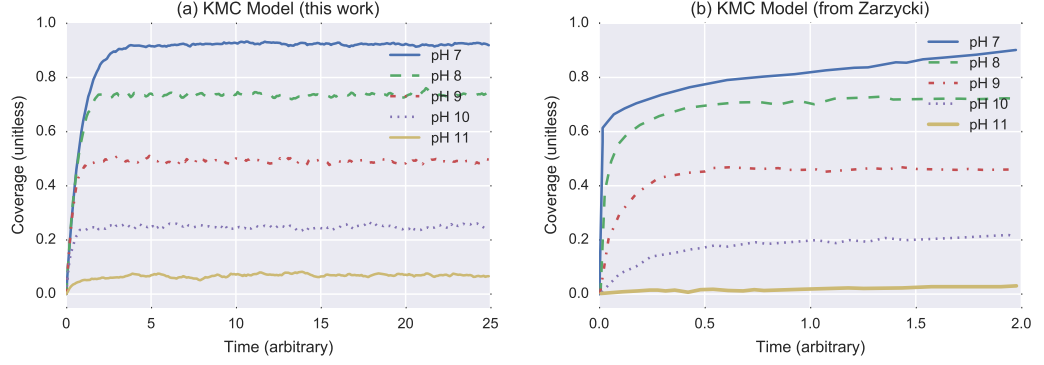 (a) KMC Model (this work)
1.0
0.8
0.6
0.4
0.2
0.0
Coverage (unitless)
pH 7
pH 8
pH 9
pH 10
pH 11
0
5
10
15
20
25
Time (arbitrary)
(b) KMC Model (from Zarzycki)
1.0
0.8
0.6
0.4
0.2
0.0
Coverage (unitless)
pH 7
pH 8
pH 9
pH 10
pH 11
0.0
0.5
1.0
1.5
2.0
Time (arbitrary)